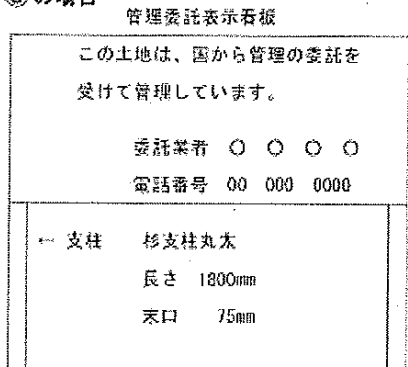 の場合
管理委託表示看板
この土地は、国から管理の委託を
受けて管理しています。
委託業者 ○ ○ ○ ○
電話番号 00 000 0000
← 支柱 杉支柱丸太
長さ 1800mm
末口 75mm